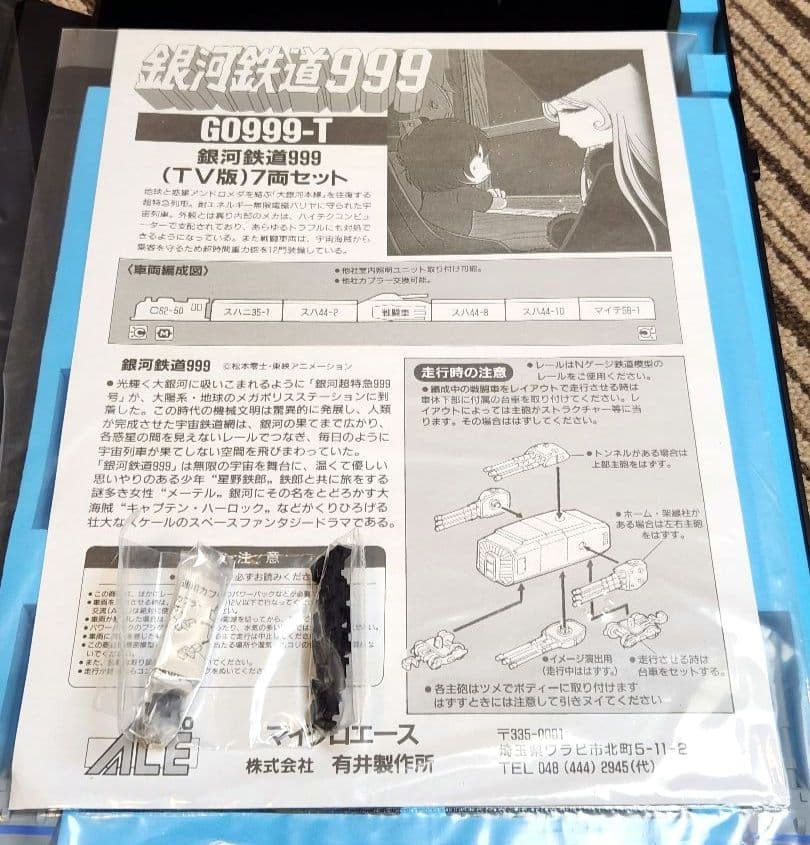 銀河鉄道999
GO999-T
銀河鉄道999
(TV版)7両セット
地球と惑星アンドロメダを結ぶ「大銀河本線」を往復する
超特急列車。耐エネルギー無限電磁バリヤに守られた宇
宙列車。外観とは異り内部のメカは、ハイテクコンピュ
ーターで支配されており、あらゆるトラブルにも対処で
きるようになっている。また戦闘車両は、宇宙海賊から
乗客を守るため超時間重力砲を12門装備している。
〈車両編成図〉
●他社室内照明ユニット取り付け可能。
●他社カプラー交換可能。
C62-50
スハニ35-1
スハ44-2
戦闘車
スハ44-8
スハ44-10
マイテ58-1
C
M
銀河鉄道999 ©松本零士・東映アニメーション
●光輝く大銀河に吸いこまれるように「銀河超特急999
号」が、大陽系・地球のメガポリスステーションに到
着した。この時代の機械文明は驚異的に発展し、人類
が完成させた宇宙鉄道網は、銀河の果てまで広がり、
各惑星の間を見えないレールでつなぎ、毎日のように
宇宙列車が果てしない空間を飛びまわっていた。
「銀河鉄道999」は無限の宇宙を舞台に、温くて優しい
思いやりのある少年“星野鉄郎”。鉄郎と共に旅をする
謎多き女性“メーテル”。銀河にその名をとどろかす大
海賊“キャプテン・ハーロック”などがくりひろげる
壮大なスケールのスペースファンタジードラマである。
走行時の注意
●レールはNゲージ鉄道模型の
レールをご使用ください。
●編成中の戦闘車をレイアウトで走行させる時は
車体下部に付属の台車を取り付けてください。レ
イアウトによっては主砲がストラクチャー等に当
ります。その場合ははずしてください。
●トンネルがある場合は
上部主砲をはずす。
●ホーム・架線柱が
ある場合は左右主砲
をはずす。
●イメージ演出用
(走行中ははずす。)
●走行させる時は
台車をセットする。
●各主砲はツメでボディーに取り付けます
はずすときには注意して引きヌイてください
注意
必ずお読みくださ
ALE
マイクロエース
株式会社 有井製作所
〒335-0001
埼玉県ワラビ市北町5-11-2
TEL 048 (444) 2945(代)